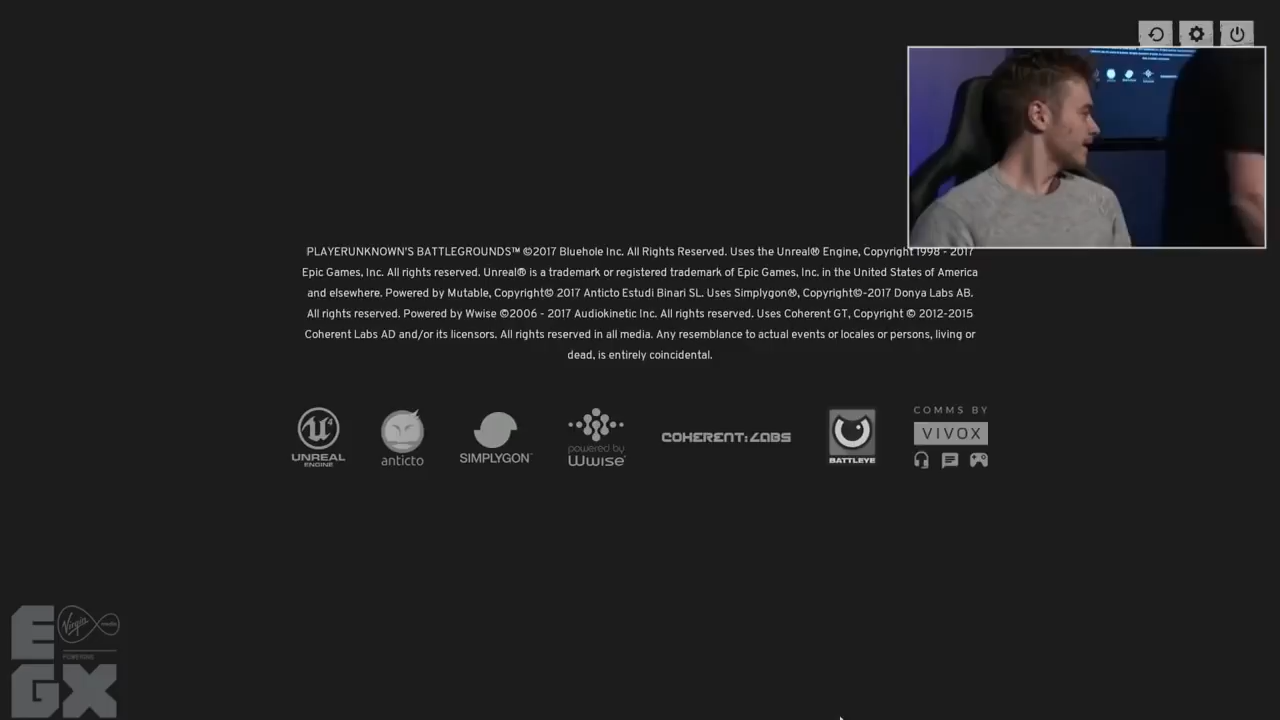 PLAYERUNKNOWN'S BATTLEGROUNDS™ ©2017 Bluehole Inc. All Rights Reserved. Uses the Unreal® Engine, Copyright 1998 - 2017
Epic Games, Inc. All rights reserved. Unreal® is a trademark or registered trademark of Epic Games, Inc. in the United States of America
and elsewhere. Powered by Mutable, Copyright© 2017 Anticto Estudi Binari SL. Uses Simplygon®, Copyright©-2017 Donya Labs AB.
All rights reserved. Powered by Wwise ©2006 - 2017 Audiokinetic Inc. All rights reserved. Uses Coherent GT, Copyright © 2012-2015
Coherent Labs AD and/or its licensors. All rights reserved in all media. Any resemblance to actual events or locales or persons, living or
dead, is entirely coincidental.
UNREAL
ENGINE
anticto
SIMPLYGON
powered by
Wwise
COHERENT:LABS
BATTLEYE
COMMS BY
VIVOX
Virgin media
POWERING
EGX